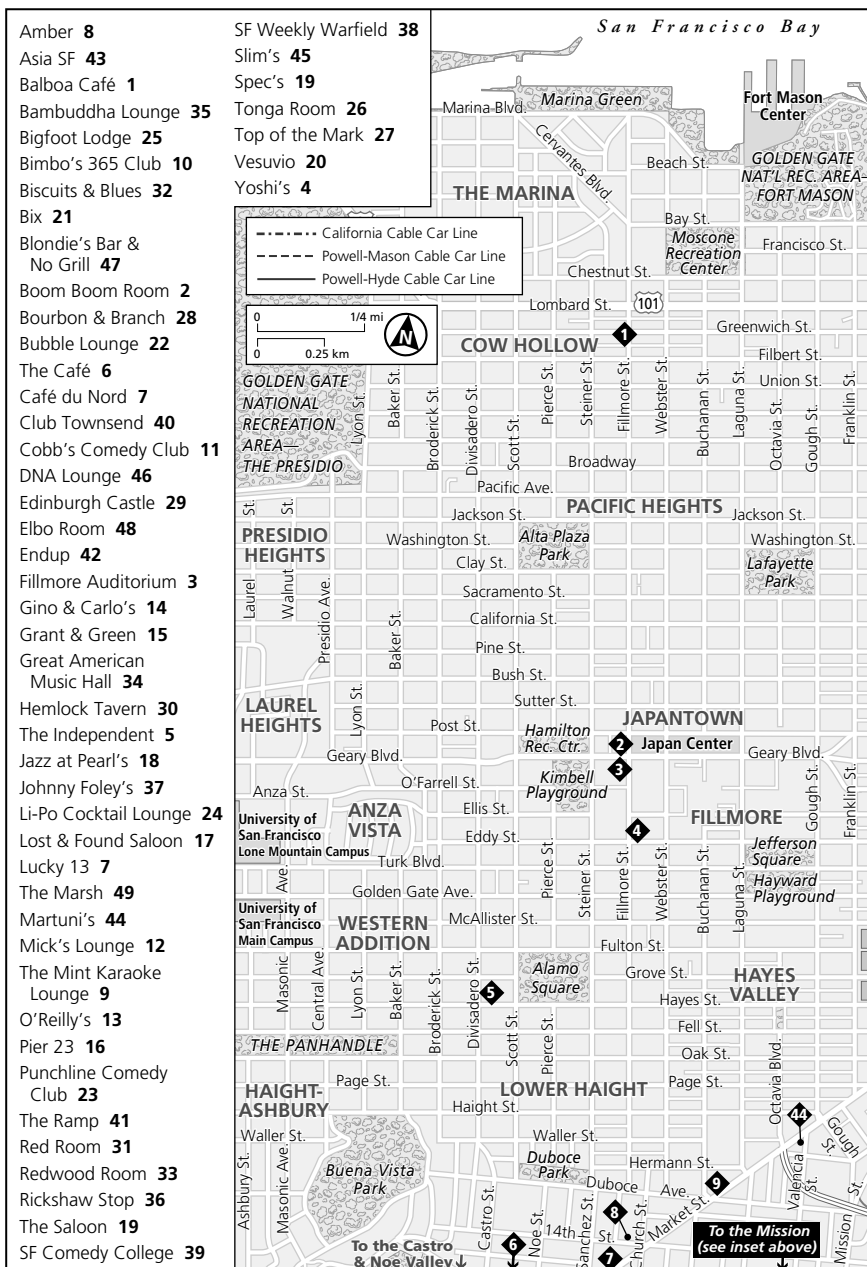 Amber 8
Asia SF 43
Balboa Café 1
Bambuddha Lounge 35
Bigfoot Lodge 25
Bimbo's 365 Club 10
Biscuits & Blues 32
Bix 21
Blondie's Bar &
No Grill 47
Boom Boom Room 2
Bourbon & Branch 28
Bubble Lounge 22
The Café 6
Café du Nord 7
Club Townsend 40
Cobb's Comedy Club 11
DNA Lounge 46
Edinburgh Castle 29
Elbo Room 48
Endup 42
Fillmore Auditorium 3
Gino & Carlo's 14
Grant & Green 15
Great American
Music Hall 34
Hemlock Tavern 30
The Independent 5
Jazz at Pearl's 18
Johnny Foley's 37
Li-Po Cocktail Lounge 24
Lost & Found Saloon 17
Lucky 13 7
The Marsh 49
Martuni's 44
Mick's Lounge 12
The Mint Karaoke
Lounge 9
O'Reilly's 13
Pier 23 16
Punchline Comedy
Club 23
The Ramp 41
Red Room 31
Redwood Room 33
Rickshaw Stop 36
The Saloon 19
SF Comedy College 39
SF Weekly Warfield 38
Slim's 45
Spec's 19
Tonga Room 26
Top of the Mark 27
Vesuvio 20
Yoshi's 4
California Cable Car Line
Powell-Mason Cable Car Line
Powell-Hyde Cable Car Line
0 1/4 mi
0 0.25 km
N
San Francisco Bay
Marina Blvd.
Marina Green
Fort Mason
Center
Cervantes Blvd.
Beach St.
GOLDEN GATE
NAT'L REC. AREA–
FORT MASON
THE MARINA
Bay St.
Moscone
Recreation
Center
Francisco St.
Chestnut St.
Lombard St.
101
1
Greenwich St.
COW HOLLOW
Filbert St.
Union St.
GOLDEN GATE
NATIONAL
RECREATION
AREA–
THE PRESIDIO
Lyon St.
Baker St.
Broderick St.
Divisadero St.
Scott St.
Pierce St.
Steiner St.
Fillmore St.
Webster St.
Buchanan St.
Laguna St.
Octavia St.
Gough St.
Franklin St.
Broadway
Pacific Ave.
PACIFIC HEIGHTS
Jackson St.
Jackson St.
St.
St.
PRESIDIO
HEIGHTS
Washington St.
Alta Plaza
Park
Washington St.
Clay St.
Lafayette
Park
Laurel
Walnut
Presidio Ave.
Baker St.
Sacramento St.
California St.
Pine St.
Bush St.
Sutter St.
LAUREL
HEIGHTS
Lyon St.
Post St.
Hamilton
Rec. Ctr.
JAPANTOWN
2
Japan Center
Geary Blvd.
Geary Blvd.
3
O'Farrell St.
Kimbell
Playground
Anza St.
ANZA
VISTA
Ellis St.
Gough St.
Franklin St.
University of
San Francisco
Lone Mountain Campus
Eddy St.
4
FILLMORE
Turk Blvd.
Jefferson
Square
Ave.
Golden Gate Ave.
Pierce St.
Steiner St.
Fillmore St.
Webster St.
Buchanan St.
Laguna St.
Hayward
Playground
University of
San Francisco
Main Campus
WESTERN
ADDITION
McAllister St.
Fulton St.
Masonic
Central Ave.
Lyon St.
Baker St.
Broderick St.
Divisadero St.
5
Alamo
Square
Grove St.
HAYES
VALLEY
Hayes St.
Scott St.
Pierce St.
Fell St.
THE PANHANDLE
Oak St.
Octavia Blvd.
Page St.
Page St.
HAIGHT-
ASHBURY
LOWER HAIGHT
Haight St.
44
Gough
St.
Waller St.
Waller St.
Ashbury St.
Masonic Ave.
Buena Vista
Park
Duboce
Park
Hermann St.
Duboce
Ave.
9
Valencia
St.
Mission St.
Castro St.
Noe St.
Sanchez St.
8
14th
St.
Church St.
Market St.
6
7
To the Castro
& Noe Valley
To the Mission
(see inset above)